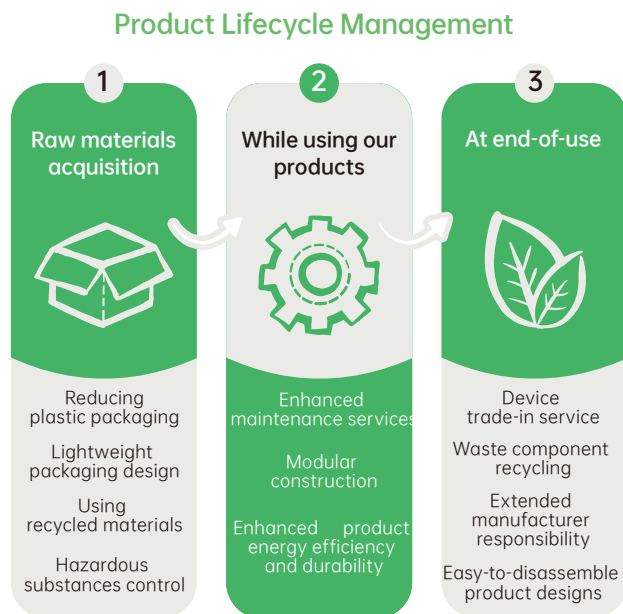 Product Lifecycle Management
1
Raw materials
acquisition
Reducing
plastic packaging
Lightweight
packaging design
Using
recycled materials
Hazardous
substances control
2
While using our
products
Enhanced
maintenance services
Modular
construction
Enhanced product
energy efficiency
and durability
3
At end-of-use
Device
trade-in service
Waste component
recycling
Extended
manufacturer
responsibility
Easy-to-disassemble
product designs